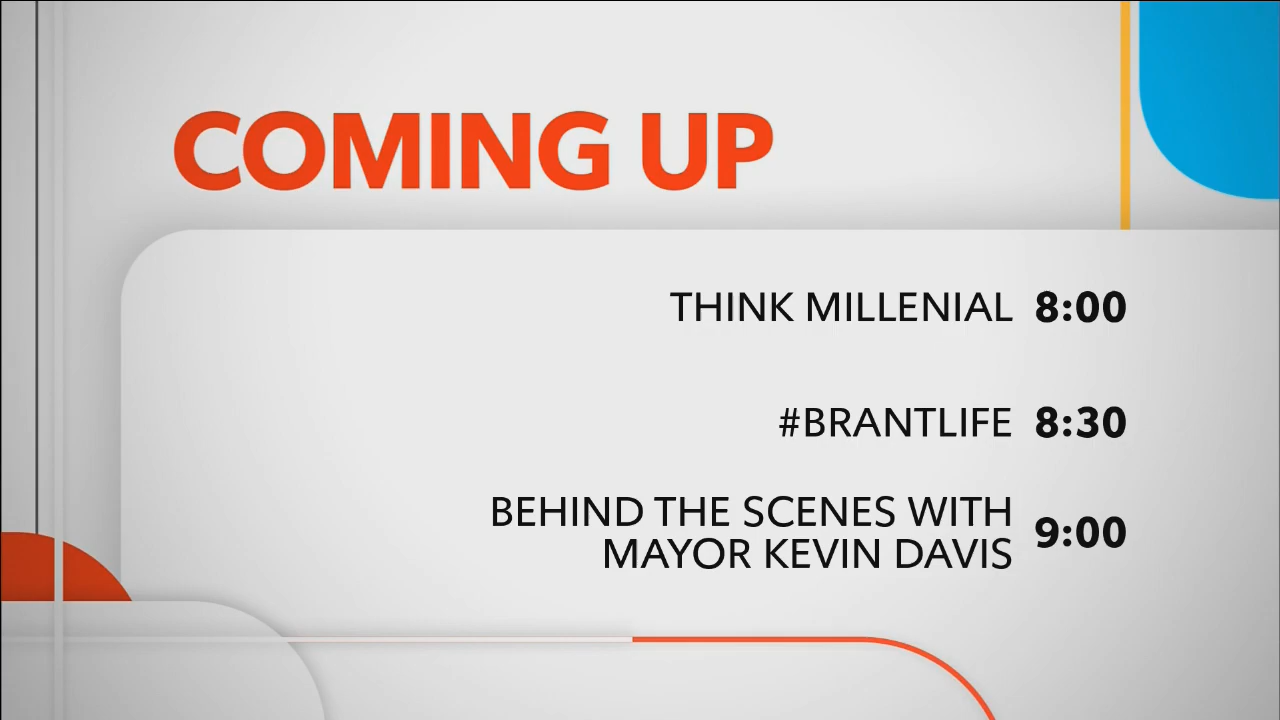 COMING UP
THINK MILLENIAL 8:00
#BRANTLIFE 8:30
BEHIND THE SCENES WITH
MAYOR KEVIN DAVIS 9:00